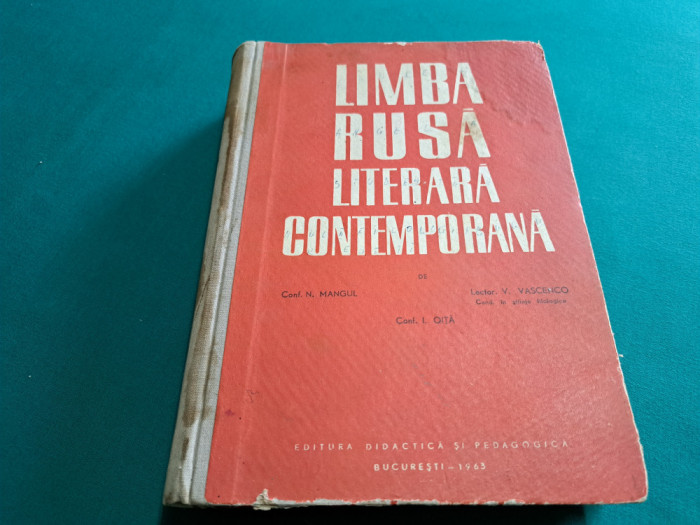 LIMBA
RUSĂ
LITERARĂ
CONTEMPORANĂ
DE
Conf. N. MANGUL
Lector. V. VASCENCO
Cand. în științe filologice
Conf. I. OIȚĂ
EDITURA DIDACTICĂ ȘI PEDAGOGICĂ
BUCUREȘTI – 1963